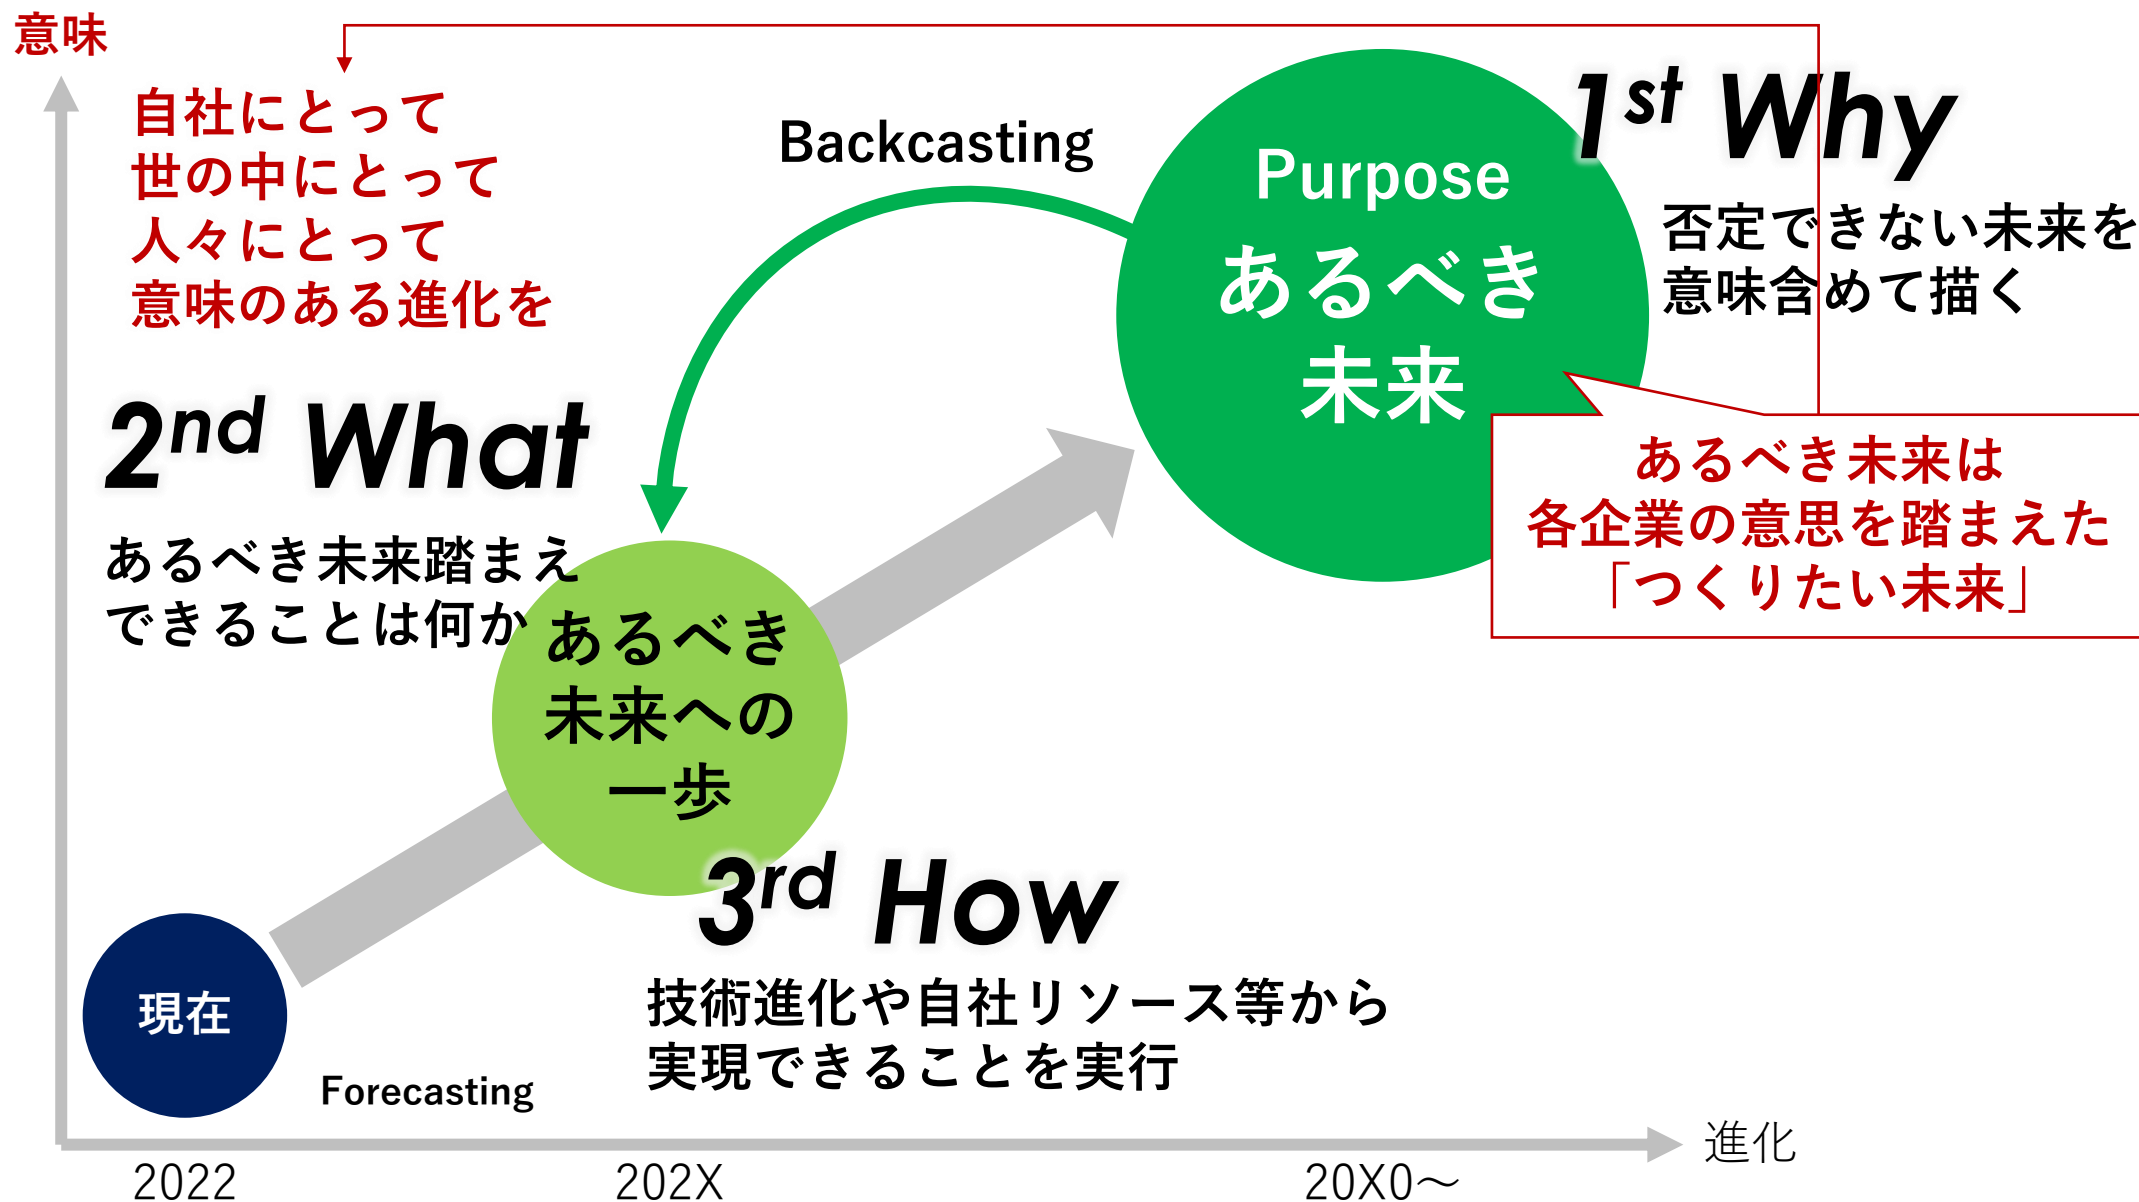 意味
自社にとって
世の中にとって
人々にとって
意味のある進化を
Backcasting
Purpose
あるべき
未来
1st Why
否定できない未来を
意味含めて描く
あるべき未来は
各企業の意思を踏まえた
「つくりたい未来」
2nd What
あるべき未来踏まえ
できることは何か
あるべき
未来への
一歩
3rd How
技術進化や自社リソース等から
実現できることを実行
現在
Forecasting
進化
2022
202X
20X0～